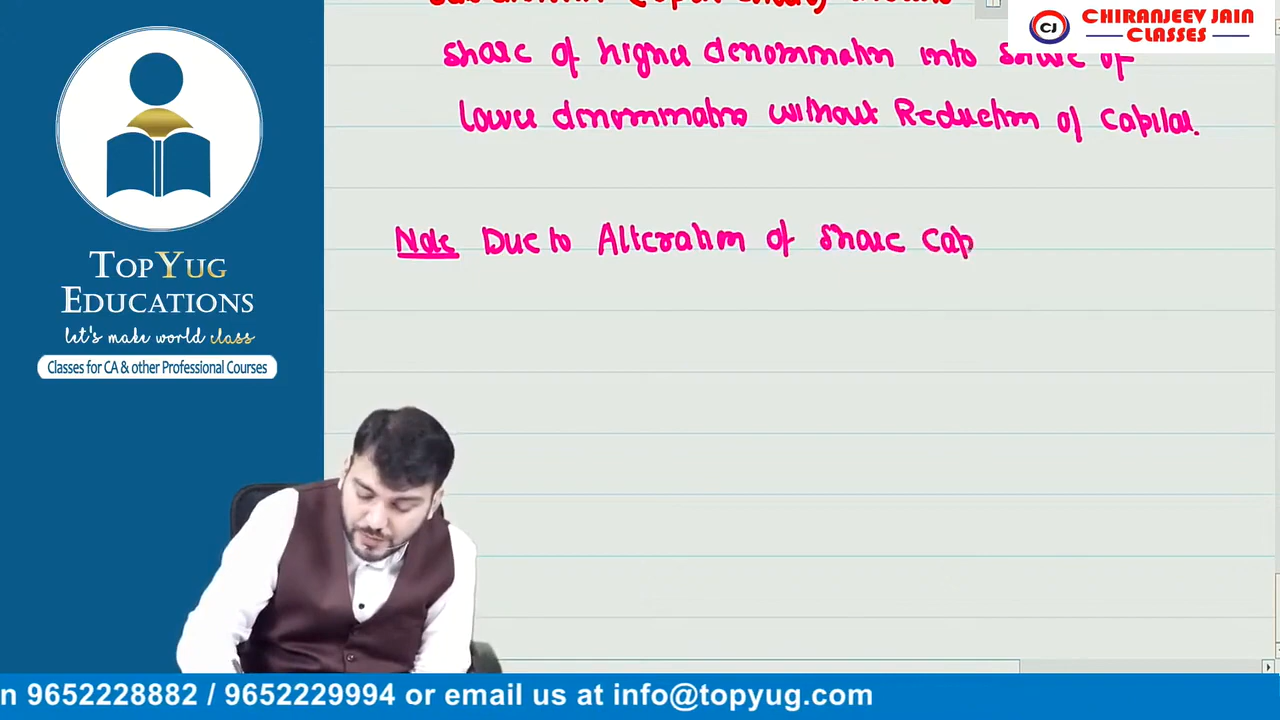 CHIRANJEEV JAIN
CLASSES
CJ
share of higher denomination into share of
lower denomination without Reduction of capital.
Note Due to Alteration of share cap
TOPYUG
EDUCATIONS
let's make world class
Classes for CA & other Professional Courses
n 9652228882 / 9652229994 or email us at info@topyug.com